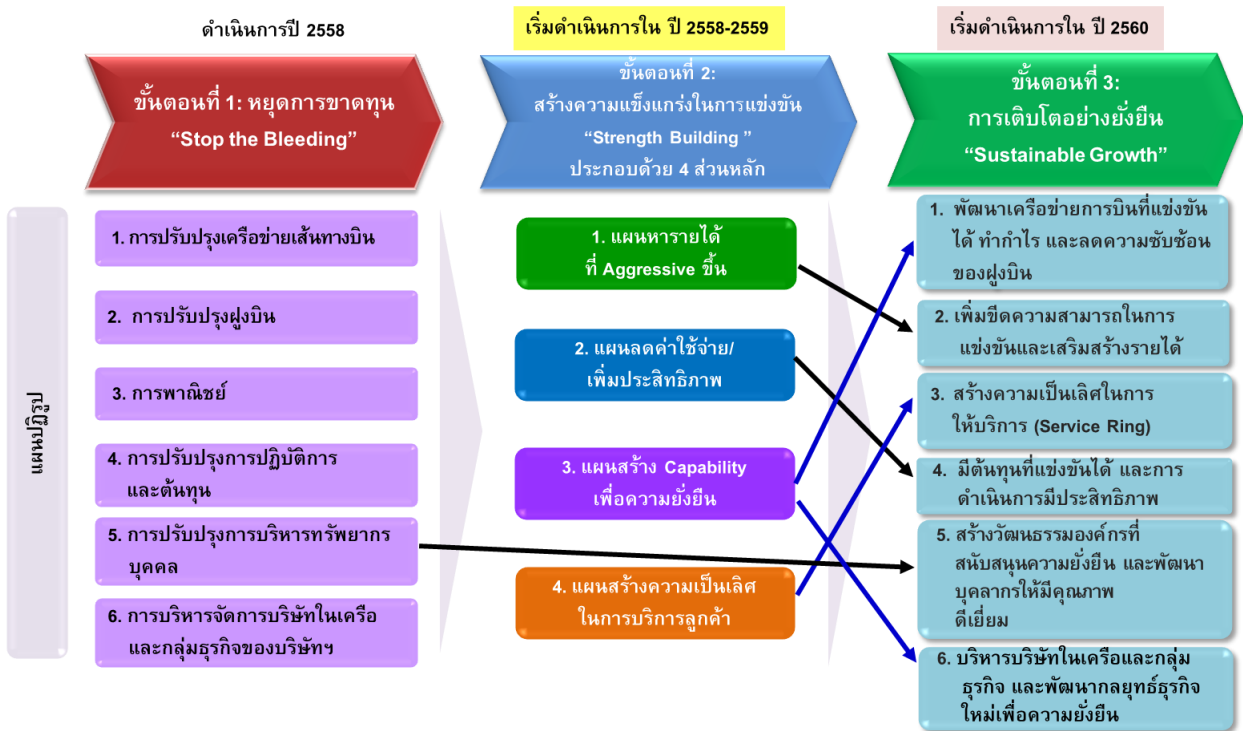 ดำเนินการปี 2558
เริ่มดำเนินการใน ปี 2558-2559
เริ่มดำเนินการใน ปี 2560
ขั้นตอนที่ 1: หยุดการขาดทุน
“Stop the Bleeding”
ขั้นตอนที่ 2:
สร้างความแข็งแกร่งในการแข่งขัน
“Strength Building ”
ประกอบด้วย 4 ส่วนหลัก
ขั้นตอนที่ 3:
การเติบโตอย่างยั่งยืน
“Sustainable Growth”
แผนปฏิรูป
1. การปรับปรุงเครือข่ายเส้นทางบิน
2. การปรับปรุงฝูงบิน
3. การพาณิชย์
4. การปรับปรุงการปฏิบัติการ
และต้นทุน
5. การปรับปรุงการบริหารทรัพยากร
บุคคล
6. การบริหารจัดการบริษัทในเครือ
และกลุ่มธุรกิจของบริษัทฯ
1. แผนหารายได้
ที่ Aggressive ขึ้น
2. แผนลดค่าใช้จ่าย/
เพิ่มประสิทธิภาพ
3. แผนสร้าง Capability
เพื่อความยั่งยืน
4. แผนสร้างความเป็นเลิศ
ในการบริการลูกค้า
1. พัฒนาเครือข่ายการบินที่แข่งขัน
ได้ ทำกำไร และลดความซับซ้อน
ของฝูงบิน
2. เพิ่มขีดความสามารถในการ
แข่งขันและเสริมสร้างรายได้
3. สร้างความเป็นเลิศในการ
ให้บริการ (Service Ring)
4. มีต้นทุนที่แข่งขันได้ และการ
ดำเนินการมีประสิทธิภาพ
5. สร้างวัฒนธรรมองค์กรที่
สนับสนุนความยั่งยืน และพัฒนา
บุคลากรให้มีคุณภาพ
ดีเยี่ยม
6. บริหารบริษัทในเครือและกลุ่ม
ธุรกิจ และพัฒนากลยุทธ์ธุรกิจ
ใหม่เพื่อความยั่งยืน